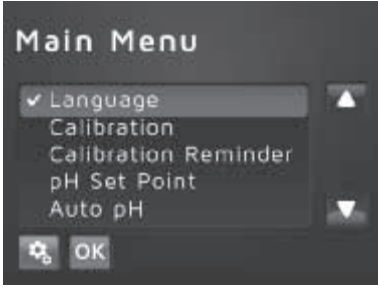 Main Menu
Language
Calibration
Calibration Reminder
pH Set Point
Auto pH
OK